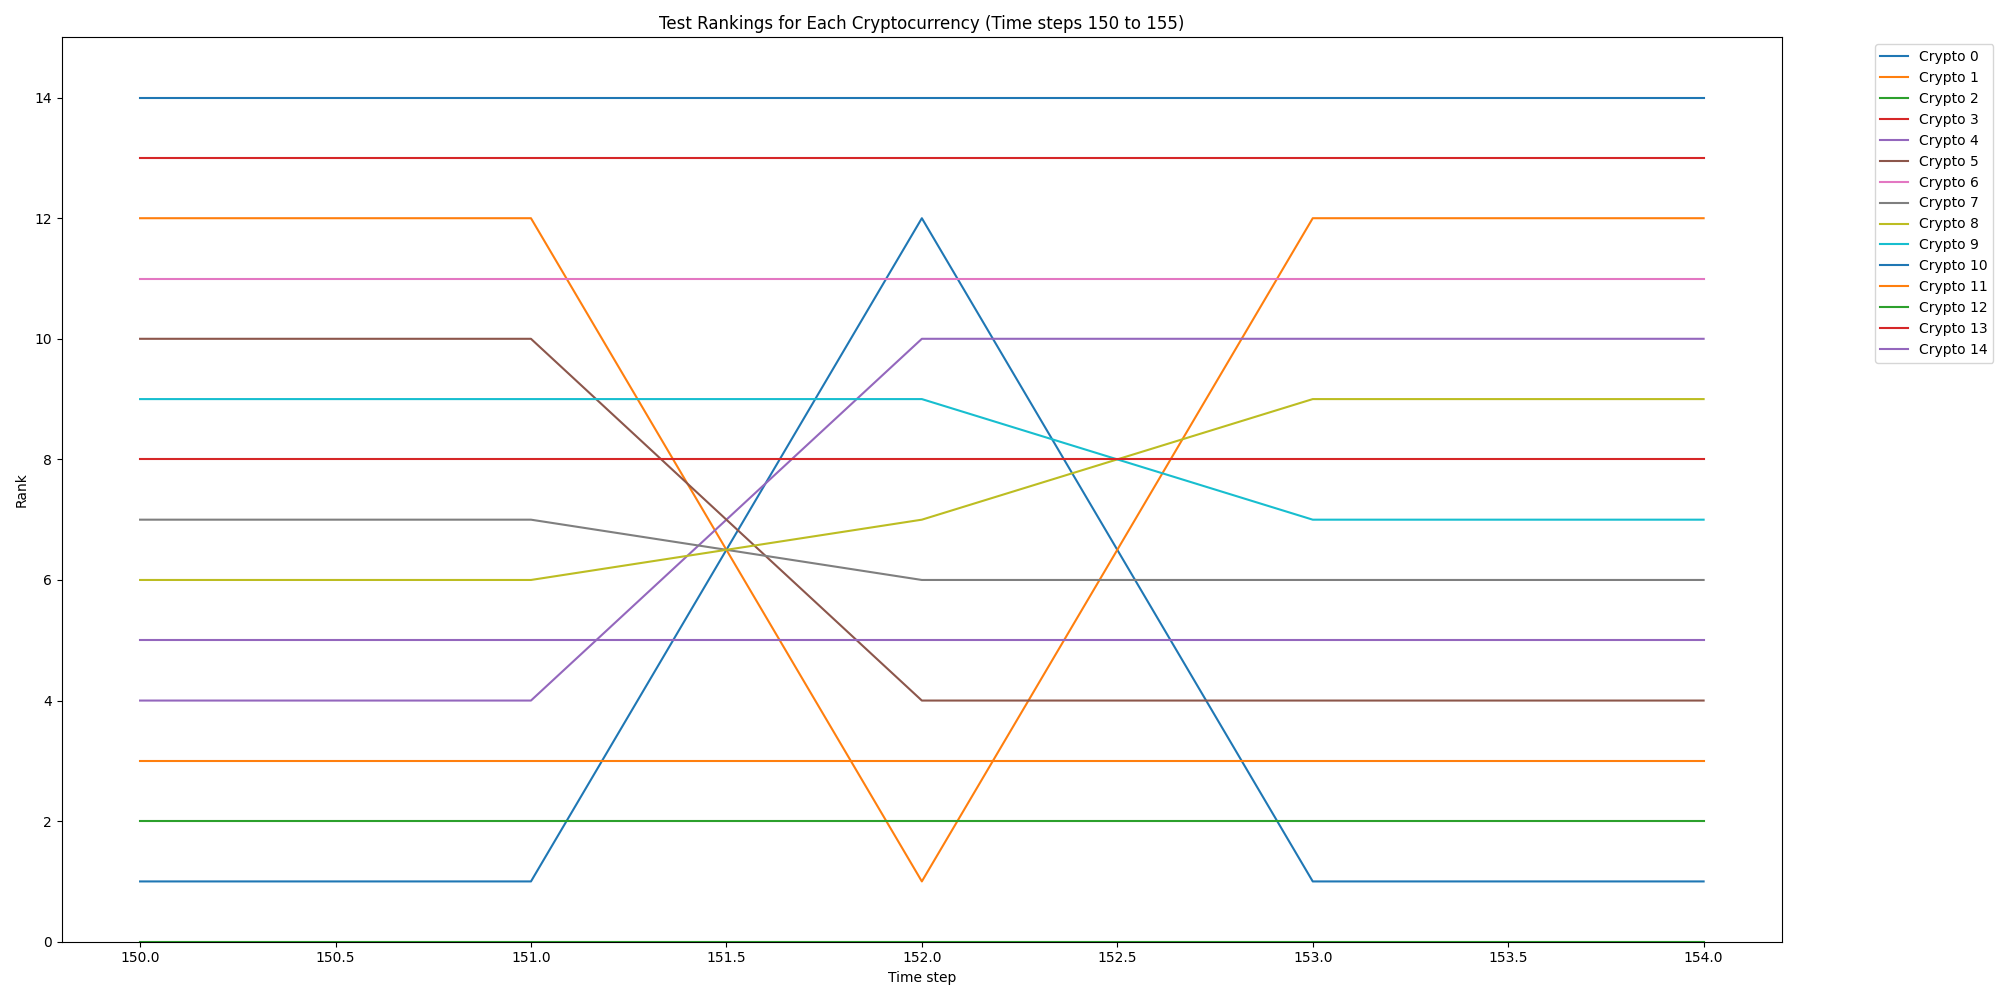 Test Rankings for Each Cryptocurrency (Time steps 150 to 155)
Crypto 0
Crypto 1
Crypto 2
Crypto 3
Crypto 4
Crypto 5
Crypto 6
Crypto 7
Crypto 8
Crypto 9
Crypto 10
Crypto 11
Crypto 12
Crypto 13
Crypto 14
Rank
14
12
10
8
6
4
2
0
150.0 150.5 151.0 151.5 152.0 152.5 153.0 153.5 154.0
Time step